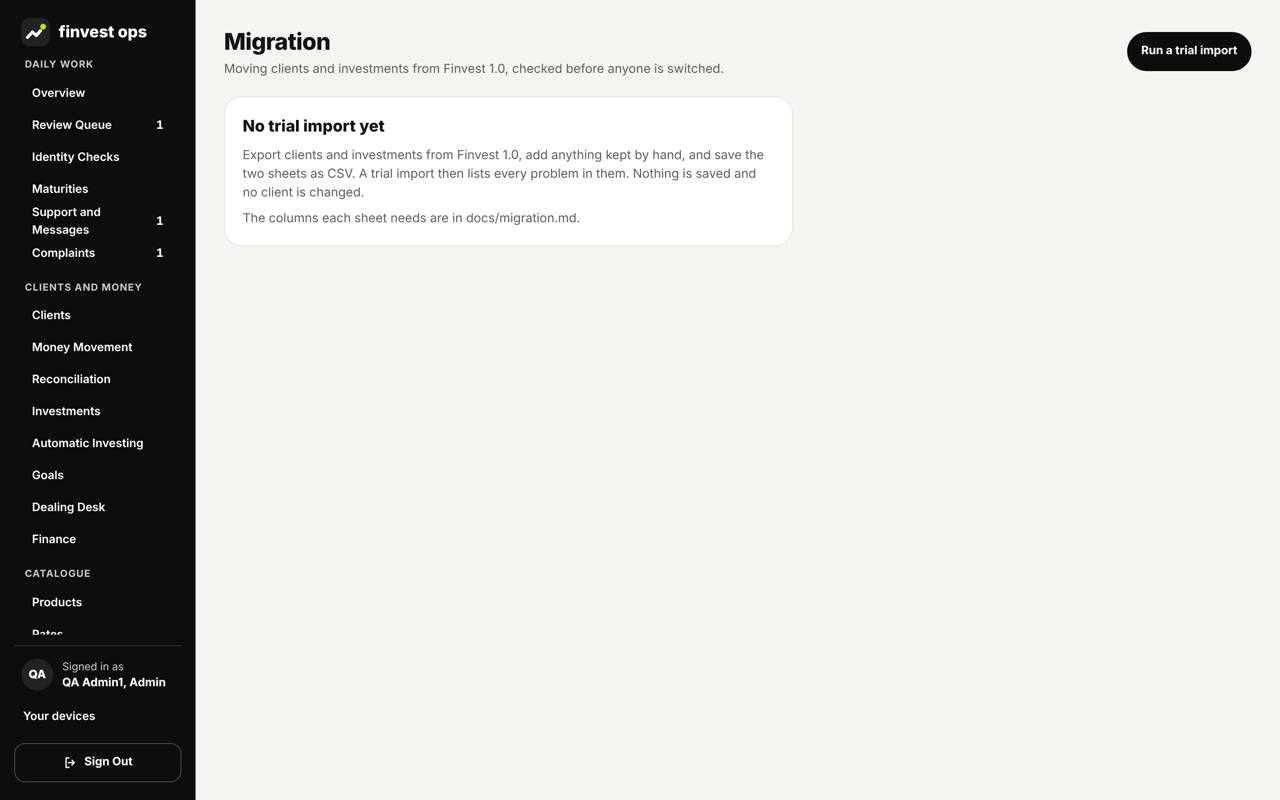 finvest ops
DAILY WORK
Overview
Review Queue 1
Identity Checks
Maturities
Support and
Messages 1
Complaints 1
CLIENTS AND MONEY
Clients
Money Movement
Reconciliation
Investments
Automatic Investing
Goals
Dealing Desk
Finance
CATALOGUE
Products
Rates
QA
Signed in as
QA Admin1, Admin
Your devices
Sign Out
Migration
Moving clients and investments from Finvest 1.0, checked before anyone is switched.
Run a trial import
No trial import yet
Export clients and investments from Finvest 1.0, add anything kept by hand, and save the
two sheets as CSV. A trial import then lists every problem in them. Nothing is saved and
no client is changed.
The columns each sheet needs are in docs/migration.md.